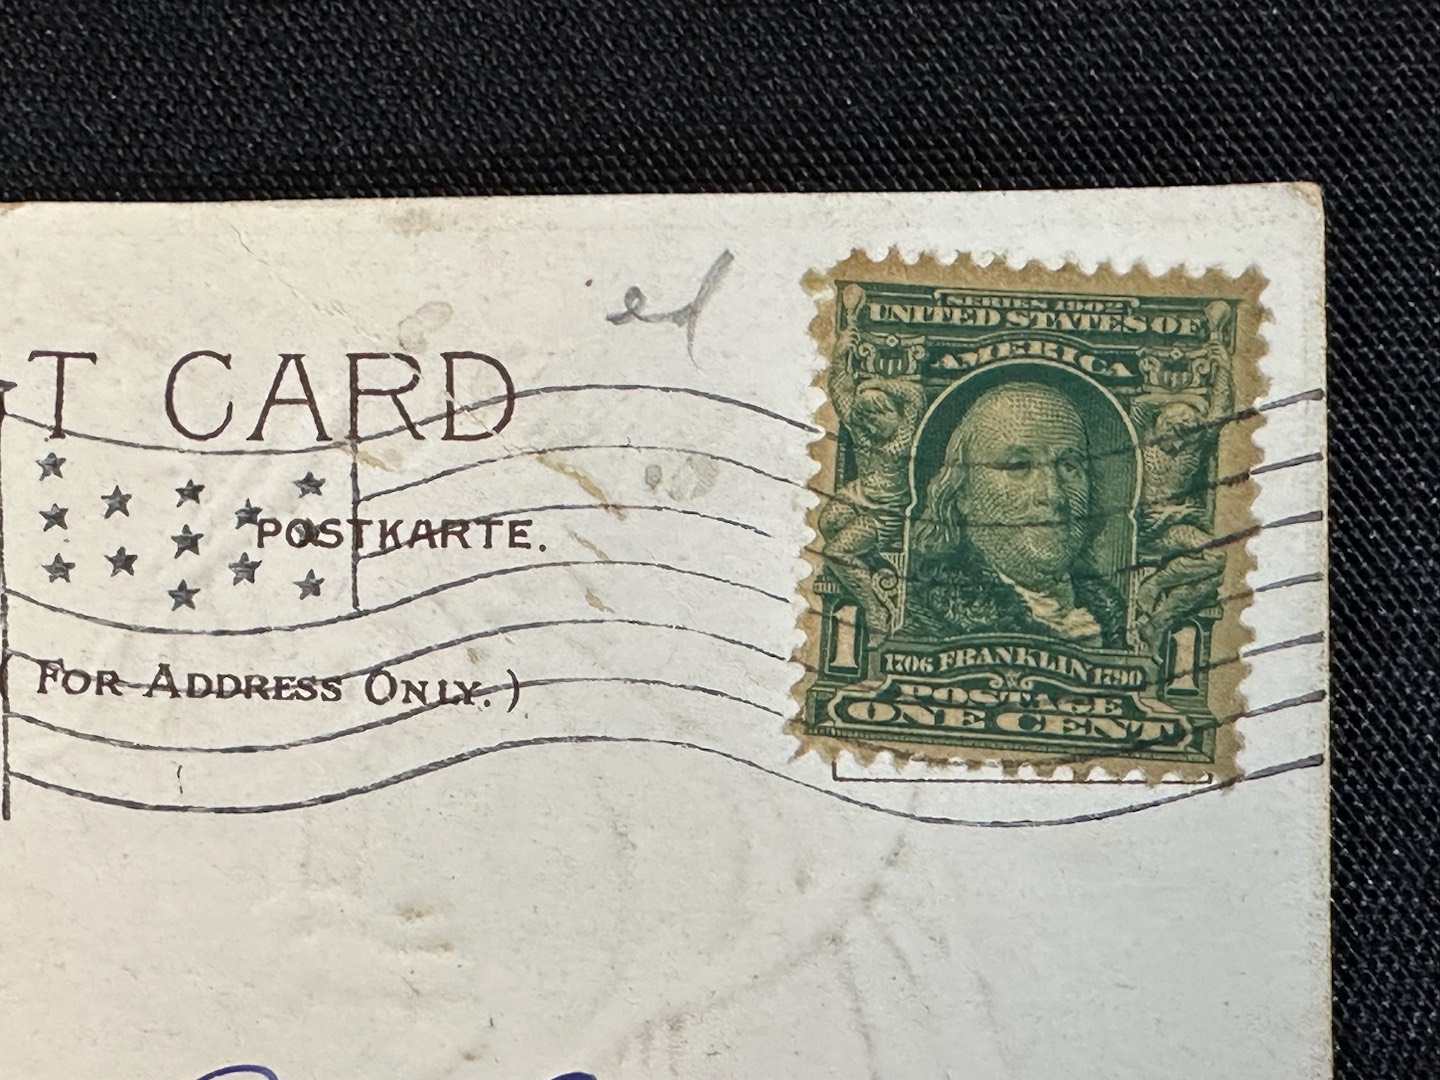 ed
SERIES 1902
UNITED STATES OF
AMERICA
T CARD
POSTKARTE.
(FOR ADDRESS ONLY.)
1 1
1706 FRANKLIN 1790
POSTAGE
ONE CENT